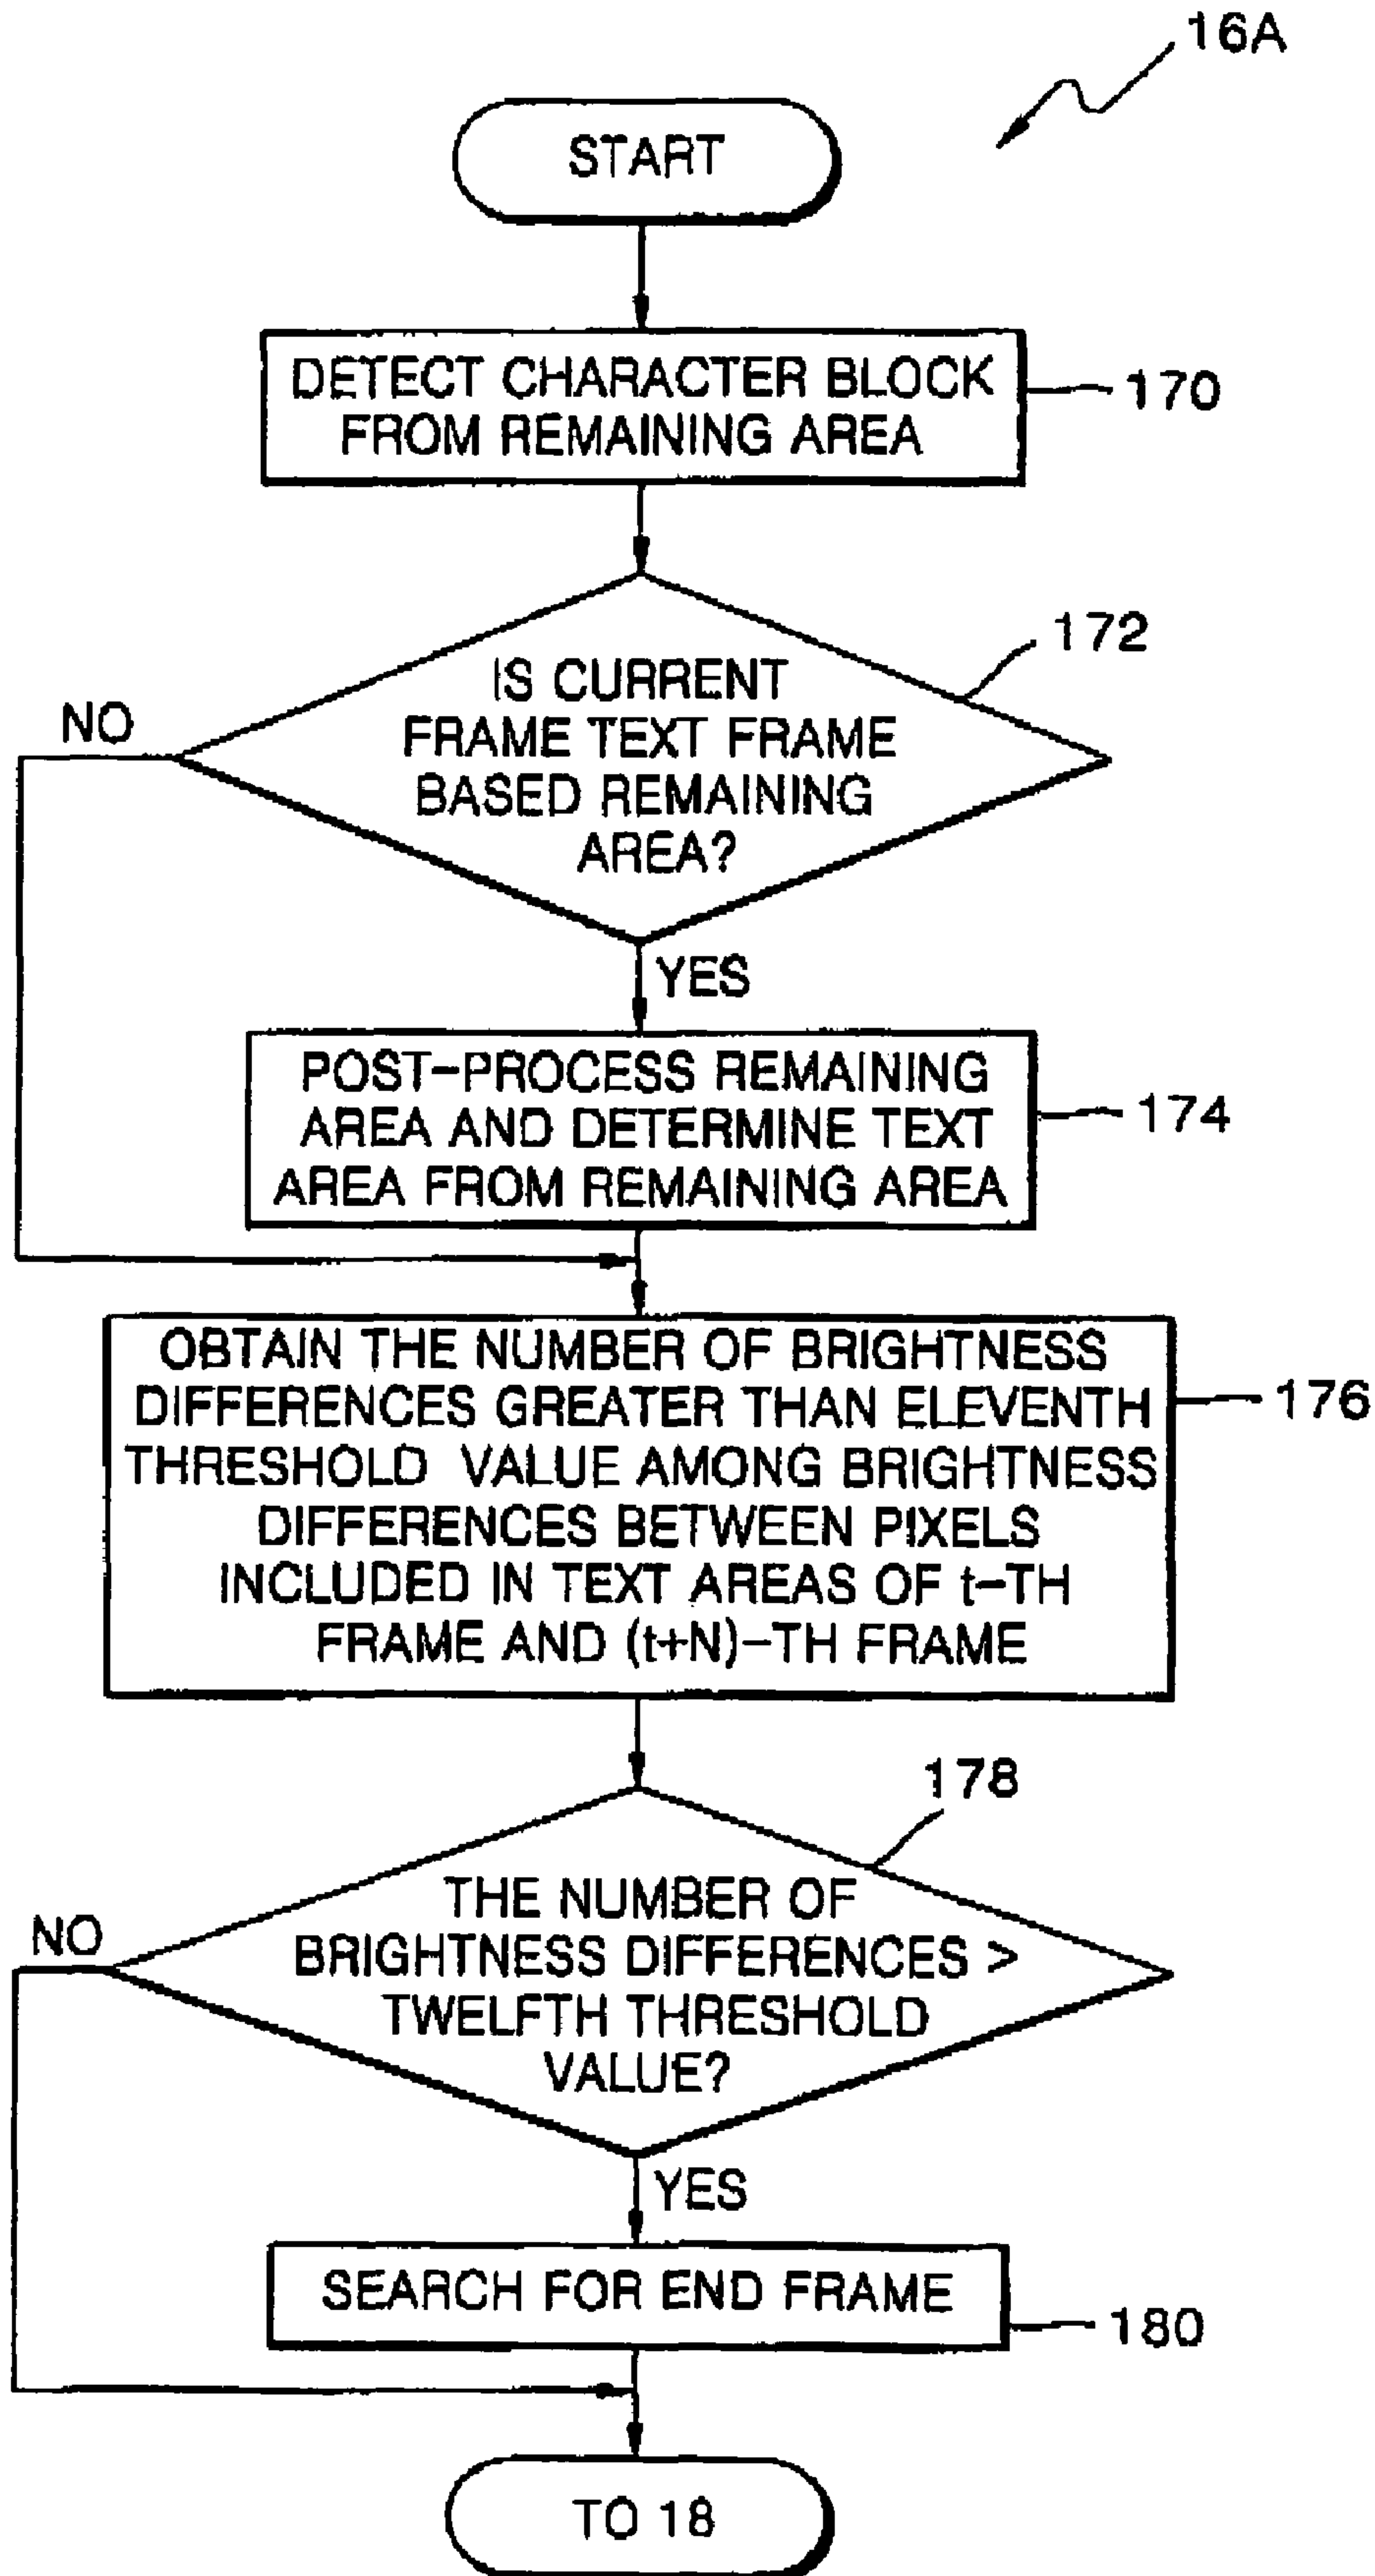 16A
START
DETECT CHARACTER BLOCK
FROM REMAINING AREA
170
172
IS CURRENT
FRAME TEXT FRAME
BASED REMAINING
AREA?
NO
YES
POST-PROCESS REMAINING
AREA AND DETERMINE TEXT
AREA FROM REMAINING AREA
174
OBTAIN THE NUMBER OF BRIGHTNESS
DIFFERENCES GREATER THAN ELEVENTH
THRESHOLD VALUE AMONG BRIGHTNESS
DIFFERENCES BETWEEN PIXELS
INCLUDED IN TEXT AREAS OF t-TH
FRAME AND (t+N)-TH FRAME
176
178
THE NUMBER OF
BRIGHTNESS DIFFERENCES >
TWELFTH THRESHOLD
VALUE?
NO
YES
SEARCH FOR END FRAME
180
TO 18